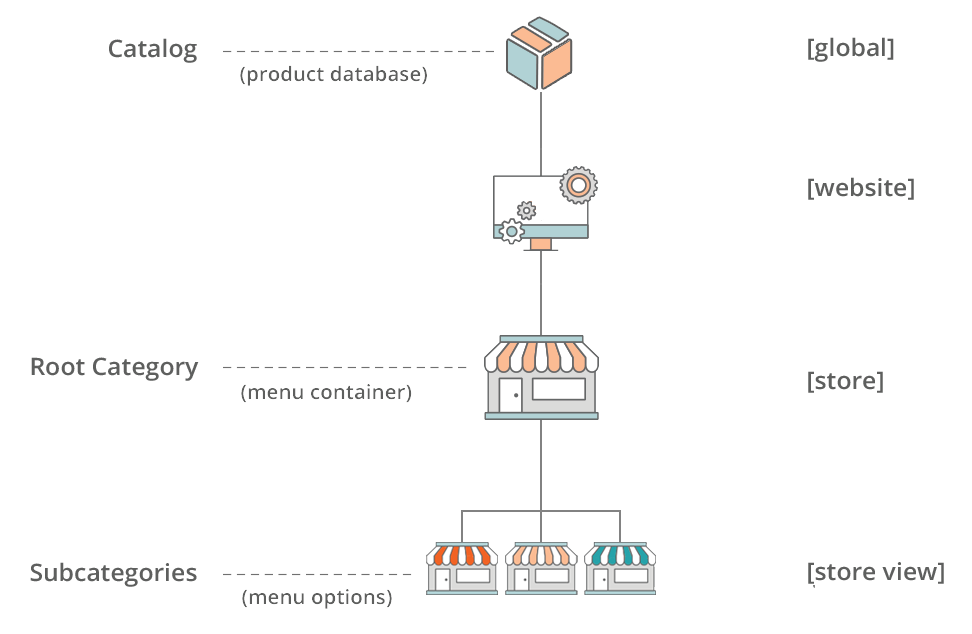 Catalog
(product database)
[global]
[website]
Root Category
(menu container)
[store]
Subcategories
(menu options)
[store view]